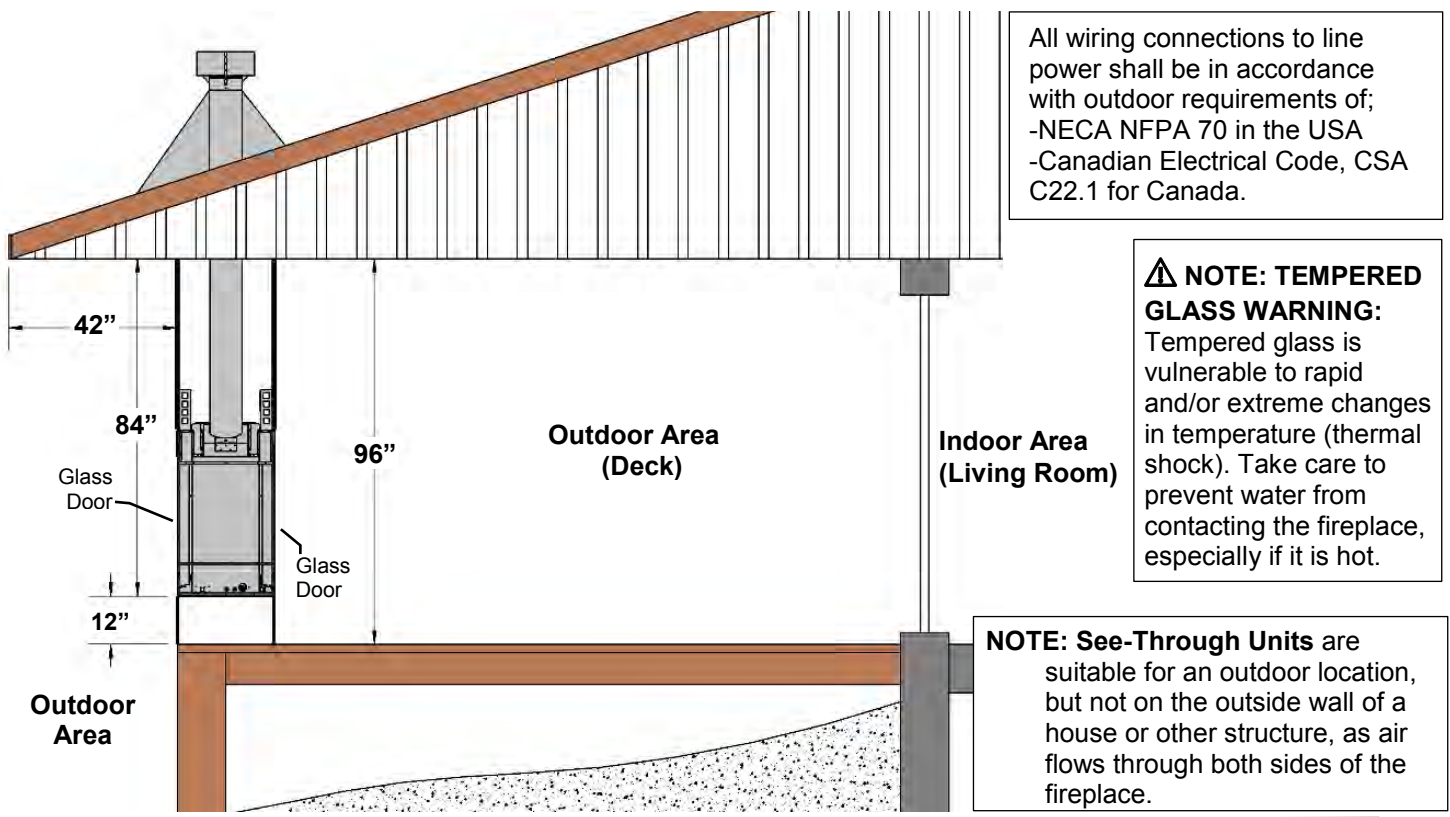 All wiring connections to line
power shall be in accordance
with outdoor requirements of;
-NECA NFPA 70 in the USA
-Canadian Electrical Code, CSA
C22.1 for Canada.
⚠ NOTE: TEMPERED
GLASS WARNING:
Tempered glass is
vulnerable to rapid
and/or extreme changes
in temperature (thermal
shock). Take care to
prevent water from
contacting the fireplace,
especially if it is hot.
42”
84”
96”
Glass
Door
Glass
Door
12”
Outdoor Area
(Deck)
Indoor Area
(Living Room)
Outdoor
Area
NOTE: See-Through Units are
suitable for an outdoor location,
but not on the outside wall of a
house or other structure, as air
flows through both sides of the
fireplace.